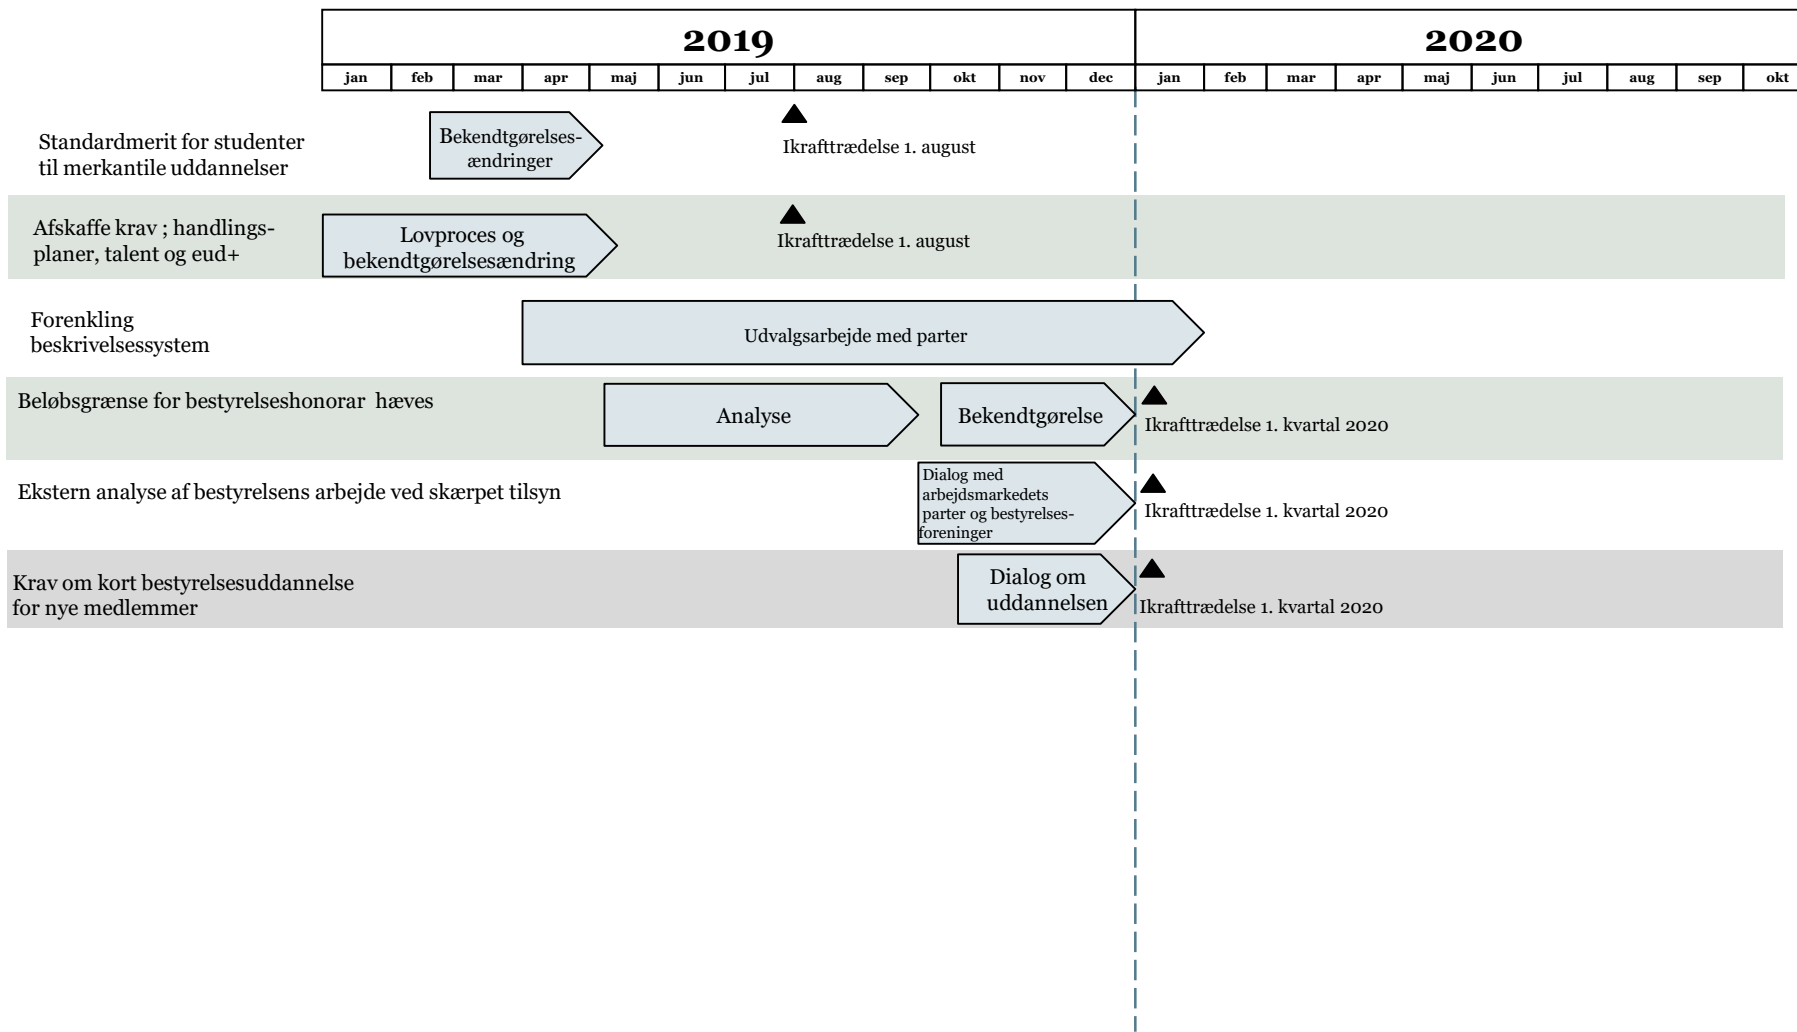 2019 2020
jan feb mar apr maj jun jul aug sep okt nov dec jan feb mar apr maj jun jul aug sep okt
Standardmerit for studenter
til merkantile uddannelser
Bekendtgørelses-
ændringer
Ikrafttrædelse 1. august
Afskaffe krav ; handlings-
planer, talent og eud+
Lovproces og
bekendtgørelsesændring
Ikrafttrædelse 1. august
Forenkling
beskrivelsessystem
Udvalgsarbejde med parter
Beløbsgrænse for bestyrelseshonorar hæves
Analyse
Bekendtgørelse
Ikrafttrædelse 1. kvartal 2020
Ekstern analyse af bestyrelsens arbejde ved skærpet tilsyn
Dialog med
arbejdsmarkedets
parter og bestyrelses-
foreninger
Ikrafttrædelse 1. kvartal 2020
Krav om kort bestyrelsesuddannelse
for nye medlemmer
Dialog om
uddannelsen
Ikrafttrædelse 1. kvartal 2020